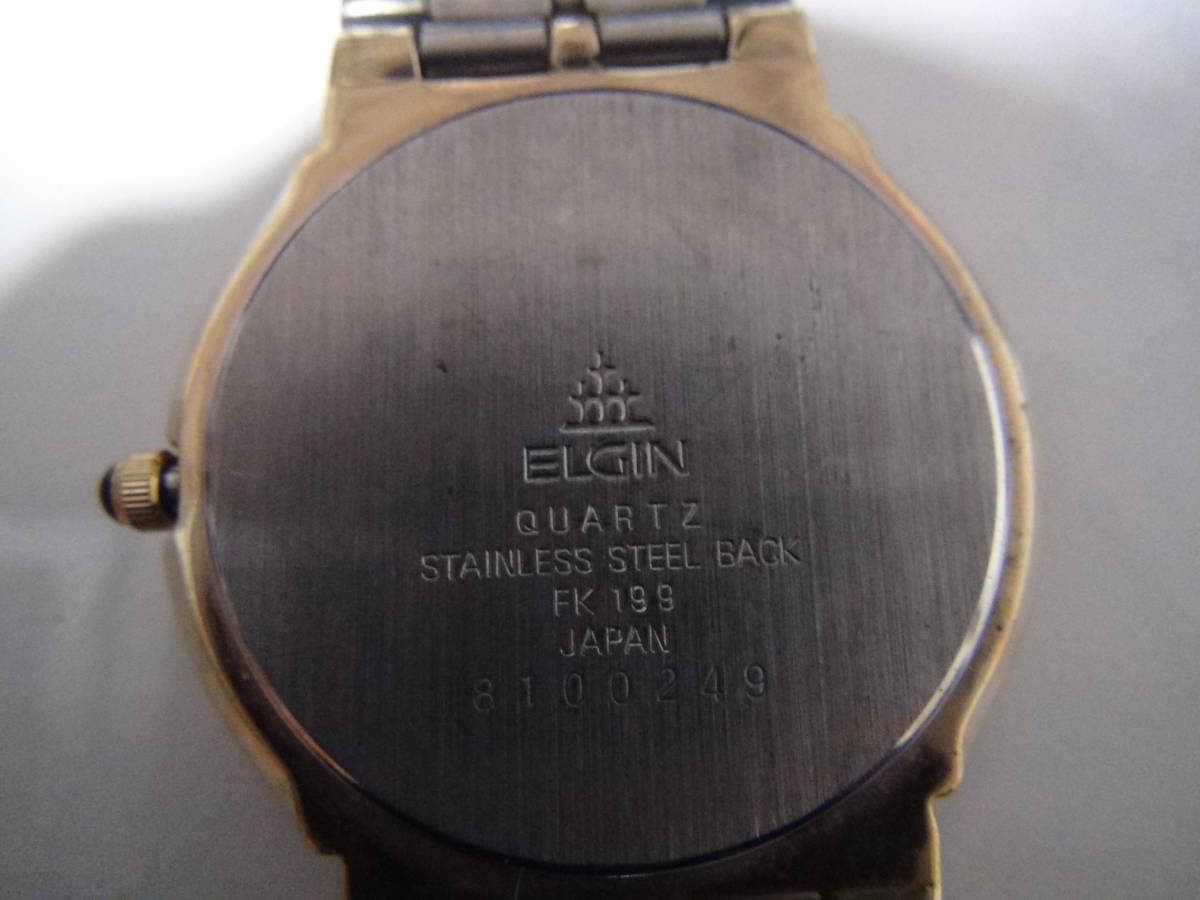 ELGIN
QUARTZ
STAINLESS STEEL BACK
FK 199
JAPAN
8100249